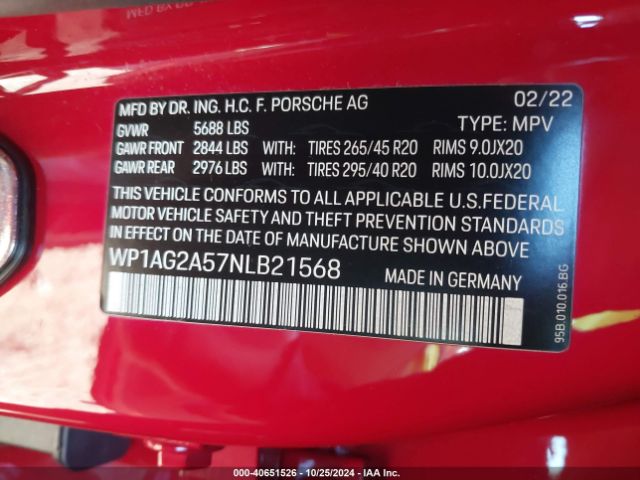 MFD BY DR. ING. H.C. F. PORSCHE AG 02/22
GVWR 5688 LBS TYPE: MPV
GAWR FRONT 2844 LBS WITH: TIRES 265/45 R20 RIMS 9.0JX20
GAWR REAR 2976 LBS WITH: TIRES 295/40 R20 RIMS 10.0JX20
THIS VEHICLE CONFORMS TO ALL APPLICABLE U.S.FEDERAL
MOTOR VEHICLE SAFETY AND THEFT PREVENTION STANDARDS
IN EFFECT ON THE DATE OF MANUFACTURE SHOWN ABOVE
WP1AG2A57NLB21568 MADE IN GERMANY
95B.010.016.BG
000-40651526 - 10/25/2024 - IAA Inc.